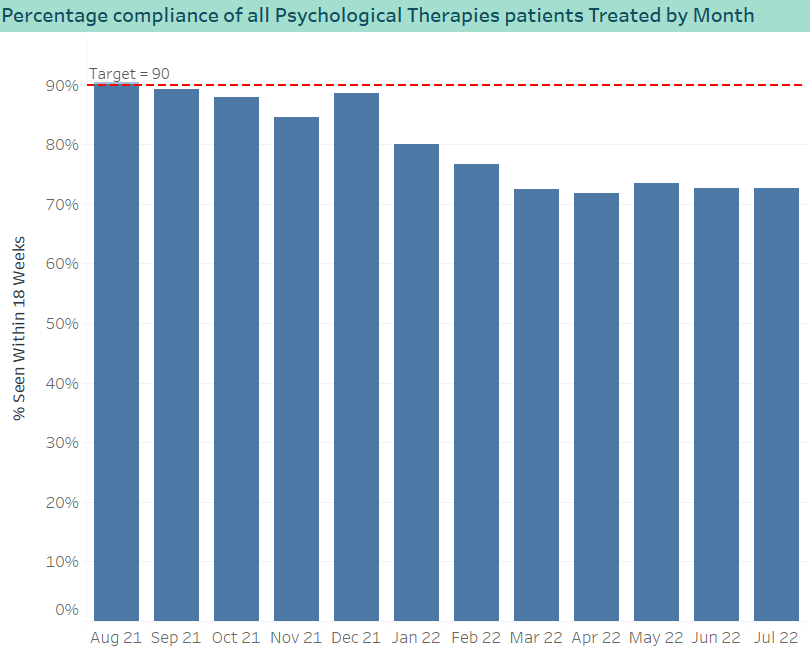 Percentage compliance of all Psychological Therapies patients Treated by Month
Target = 90
90%
80%
70%
60%
50%
40%
30%
20%
10%
0%
% Seen Within 18 Weeks
Aug 21 Sep 21 Oct 21 Nov 21 Dec 21 Jan 22 Feb 22 Mar 22 Apr 22 May 22 Jun 22 Jul 22